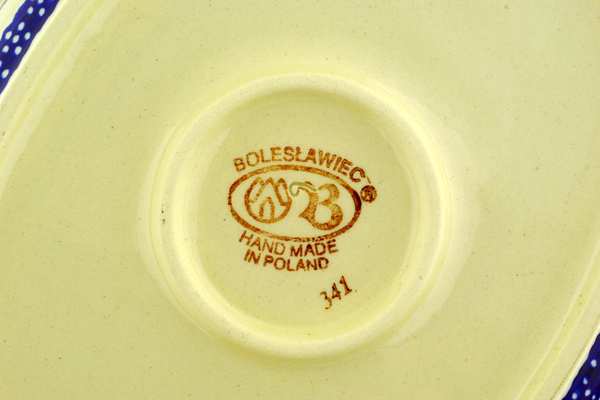 BOLESŁAWIEC ®
B
HAND MADE
IN POLAND
341